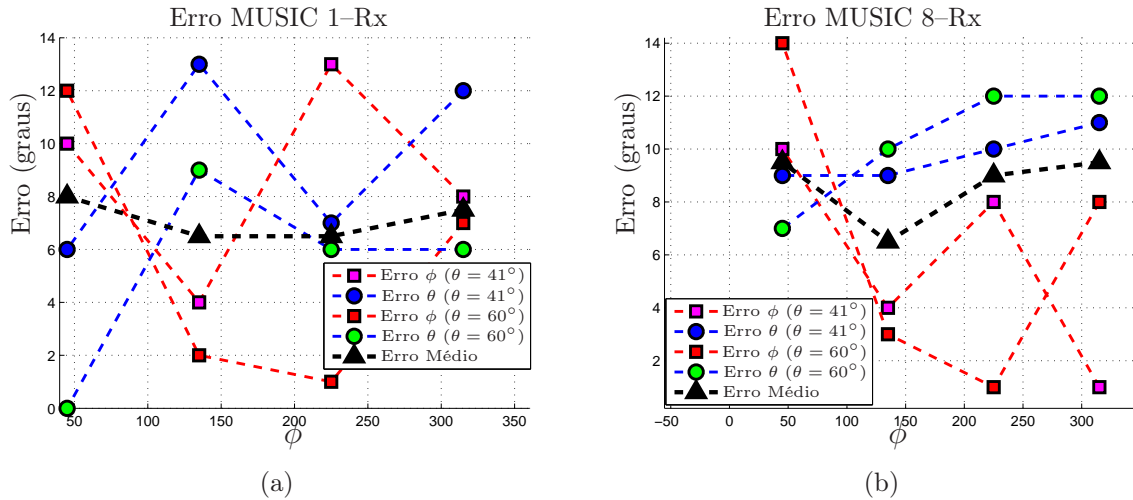 Erro MUSIC 1–Rx
Erro (graus)
14
12
10
8
6
4
2
0
50 100 150 200 250 300 350
ϕ
Erro ϕ (θ = 41°)
Erro θ (θ = 41°)
Erro ϕ (θ = 60°)
Erro θ (θ = 60°)
Erro Médio
(a)
Erro MUSIC 8–Rx
Erro (graus)
14
12
10
8
6
4
2
-50 0 50 100 150 200 250 300
ϕ
Erro ϕ (θ = 41°)
Erro θ (θ = 41°)
Erro ϕ (θ = 60°)
Erro θ (θ = 60°)
Erro Médio
(b)